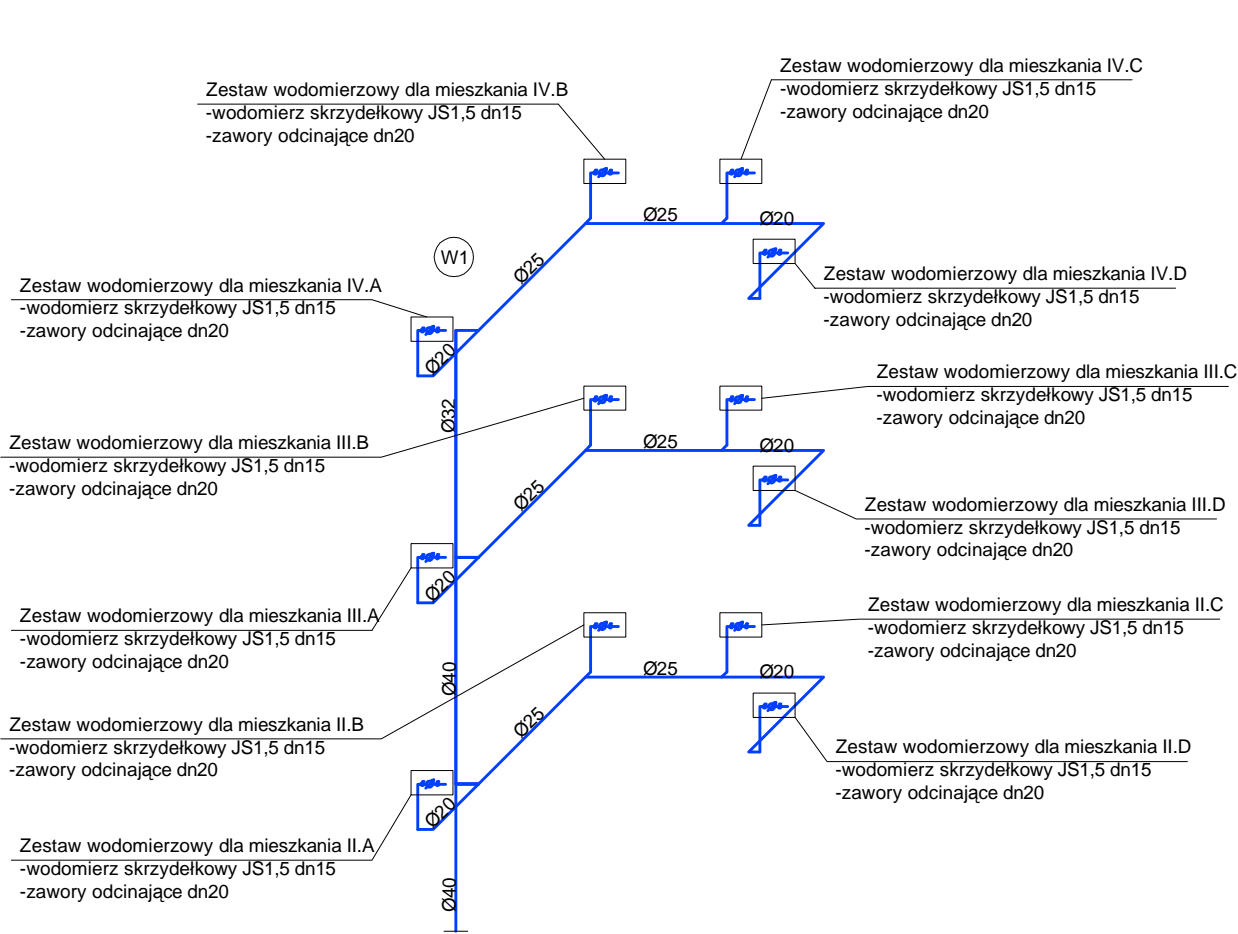 Zestaw wodomierzowy dla mieszkania IV.B
-wodomierz skrzydełkowy JS1,5 dn15
-zawory odcinające dn20
Zestaw wodomierzowy dla mieszkania IV.C
-wodomierz skrzydełkowy JS1,5 dn15
-zawory odcinające dn20
Ø25
Ø20
W1
Ø25
Zestaw wodomierzowy dla mieszkania IV.A
-wodomierz skrzydełkowy JS1,5 dn15
-zawory odcinające dn20
Zestaw wodomierzowy dla mieszkania IV.D
-wodomierz skrzydełkowy JS1,5 dn15
-zawory odcinające dn20
Ø20
Ø32
Zestaw wodomierzowy dla mieszkania III.C
-wodomierz skrzydełkowy JS1,5 dn15
-zawory odcinające dn20
Zestaw wodomierzowy dla mieszkania III.B
-wodomierz skrzydełkowy JS1,5 dn15
-zawory odcinające dn20
Ø25
Ø20
Ø25
Zestaw wodomierzowy dla mieszkania III.D
-wodomierz skrzydełkowy JS1,5 dn15
-zawory odcinające dn20
Ø20
Zestaw wodomierzowy dla mieszkania III.A
-wodomierz skrzydełkowy JS1,5 dn15
-zawory odcinające dn20
Zestaw wodomierzowy dla mieszkania II.C
-wodomierz skrzydełkowy JS1,5 dn15
-zawory odcinające dn20
Ø40
Ø25
Ø20
Ø25
Zestaw wodomierzowy dla mieszkania II.B
-wodomierz skrzydełkowy JS1,5 dn15
-zawory odcinające dn20
Zestaw wodomierzowy dla mieszkania II.D
-wodomierz skrzydełkowy JS1,5 dn15
-zawory odcinające dn20
Ø20
Zestaw wodomierzowy dla mieszkania II.A
-wodomierz skrzydełkowy JS1,5 dn15
-zawory odcinające dn20
Ø40